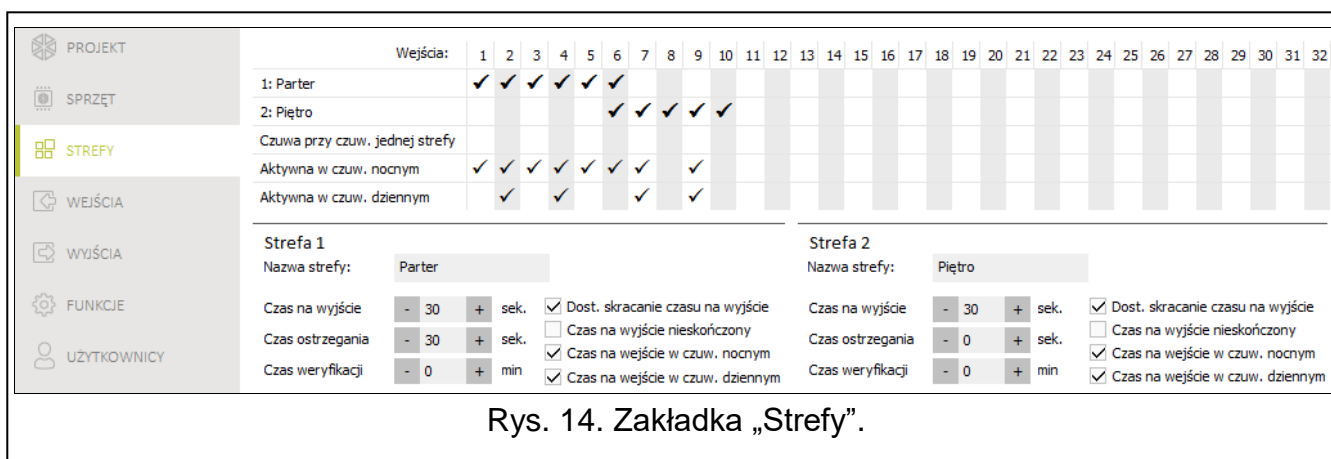 PROJEKT
SPRZĘT
STREFY
WEJŚCIA
WYJŚCIA
FUNKCJE
UŻYTKOWNICY
Wejścia: 1 2 3 4 5 6 7 8 9 10 11 12 13 14 15 16 17 18 19 20 21 22 23 24 25 26 27 28 29 30 31 32
1: Parter ✓ ✓ ✓ ✓ ✓ ✓
2: Piętro ✓ ✓ ✓ ✓ ✓
Czuwa przy czuw. jednej strefy
Aktywna w czuw. nocnym ✓ ✓ ✓ ✓ ✓ ✓ ✓ ✓
Aktywna w czuw. dziennym ✓ ✓ ✓ ✓
Strefa 1
Nazwa strefy: Parter
Czas na wyjście - 30 + sek.
Czas ostrzegania - 30 + sek.
Czas weryfikacji - 0 + min
Dost. skracanie czasu na wyjście
Czas na wyjście nieskończony
Czas na wejście w czuw. nocnym
Czas na wejście w czuw. dziennym
Strefa 2
Nazwa strefy: Piętro
Czas na wyjście - 30 + sek.
Czas ostrzegania - 0 + sek.
Czas weryfikacji - 0 + min
Dost. skracanie czasu na wyjście
Czas na wyjście nieskończony
Czas na wejście w czuw. nocnym
Czas na wejście w czuw. dziennym
Rys. 14. Zakładka „Strefy”.